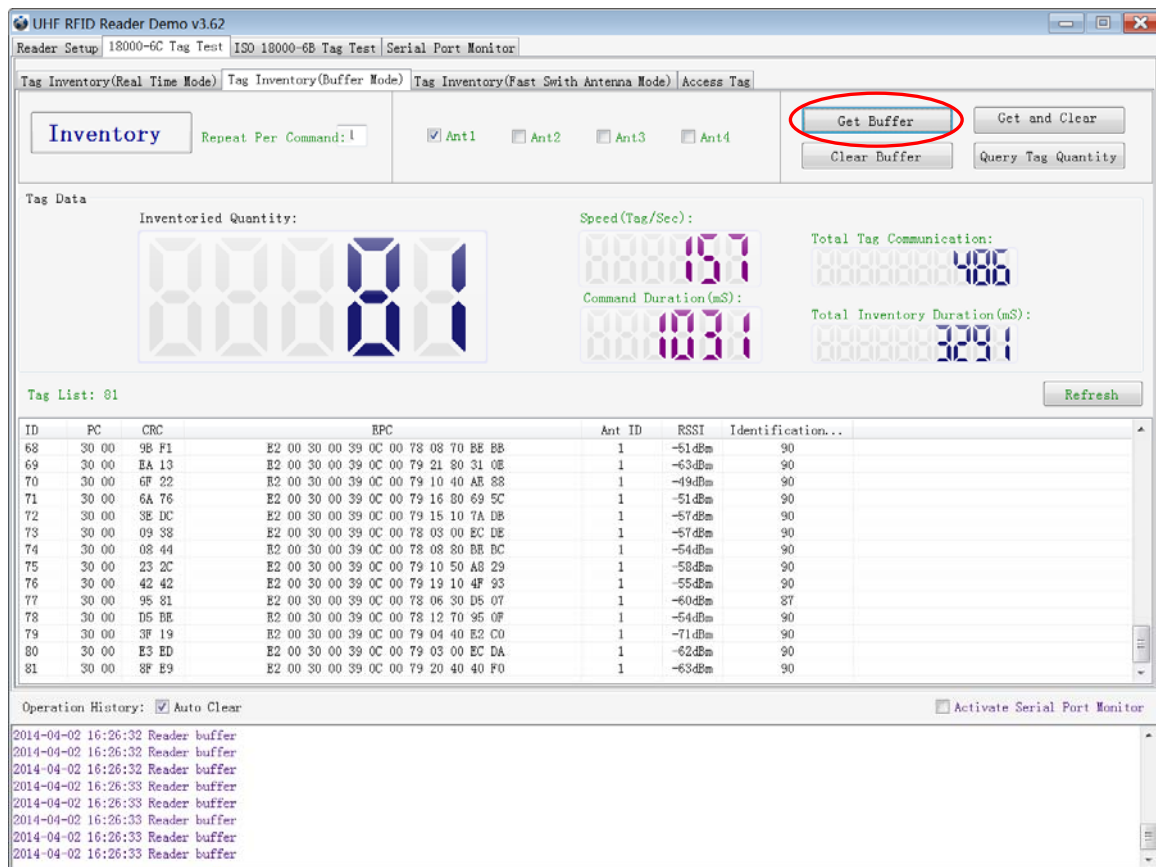 UHF RFID Reader Demo v3.62
Reader Setup 18000-6C Tag Test ISO 18000-6B Tag Test Serial Port Monitor
Tag Inventory(Real Time Mode) Tag Inventory(Buffer Mode) Tag Inventory(Fast Swith Antenna Mode) Access Tag
Inventory Repeat Per Command: 1 Ant1 Ant2 Ant3 Ant4 Get Buffer Get and Clear
Clear Buffer Query Tag Quantity
Tag Data
Inventoried Quantity: Speed(Tag/Sec):
81 157 Total Tag Communication:
486
Command Duration(mS):
1031 Total Inventory Duration(mS):
3291
Tag List: 81 Refresh
ID PC CRC EPC Ant ID RSSI Identification...
68 30 00 9B F1 E2 00 30 00 39 0C 00 78 08 70 BE BB 1 -51dBm 90
69 30 00 EA 13 E2 00 30 00 39 0C 00 79 21 80 31 0E 1 -63dBm 90
70 30 00 6F 22 E2 00 30 00 39 0C 00 79 10 40 AE 88 1 -49dBm 90
71 30 00 6A 76 E2 00 30 00 39 0C 00 79 16 80 69 5C 1 -51dBm 90
72 30 00 3E DC E2 00 30 00 39 0C 00 79 15 10 7A DB 1 -57dBm 90
73 30 00 09 38 E2 00 30 00 39 0C 00 78 03 00 EC DE 1 -57dBm 90
74 30 00 08 44 E2 00 30 00 39 0C 00 78 08 80 BE BC 1 -54dBm 90
75 30 00 23 2C E2 00 30 00 39 0C 00 79 10 50 A8 29 1 -58dBm 90
76 30 00 42 42 E2 00 30 00 39 0C 00 79 19 10 4F 93 1 -55dBm 90
77 30 00 95 81 E2 00 30 00 39 0C 00 78 06 30 D5 07 1 -60dBm 87
78 30 00 D5 BE E2 00 30 00 39 0C 00 78 12 70 95 0F 1 -54dBm 90
79 30 00 3F 19 E2 00 30 00 39 0C 00 79 04 40 E2 C0 1 -71dBm 90
80 30 00 E3 ED E2 00 30 00 39 0C 00 79 03 00 EC DA 1 -62dBm 90
81 30 00 8F E9 E2 00 30 00 39 0C 00 79 20 40 40 F0 1 -63dBm 90
Operation History: Auto Clear Activate Serial Port Monitor
2014-04-02 16:26:32 Reader buffer
2014-04-02 16:26:32 Reader buffer
2014-04-02 16:26:32 Reader buffer
2014-04-02 16:26:33 Reader buffer
2014-04-02 16:26:33 Reader buffer
2014-04-02 16:26:33 Reader buffer
2014-04-02 16:26:33 Reader buffer
2014-04-02 16:26:33 Reader buffer